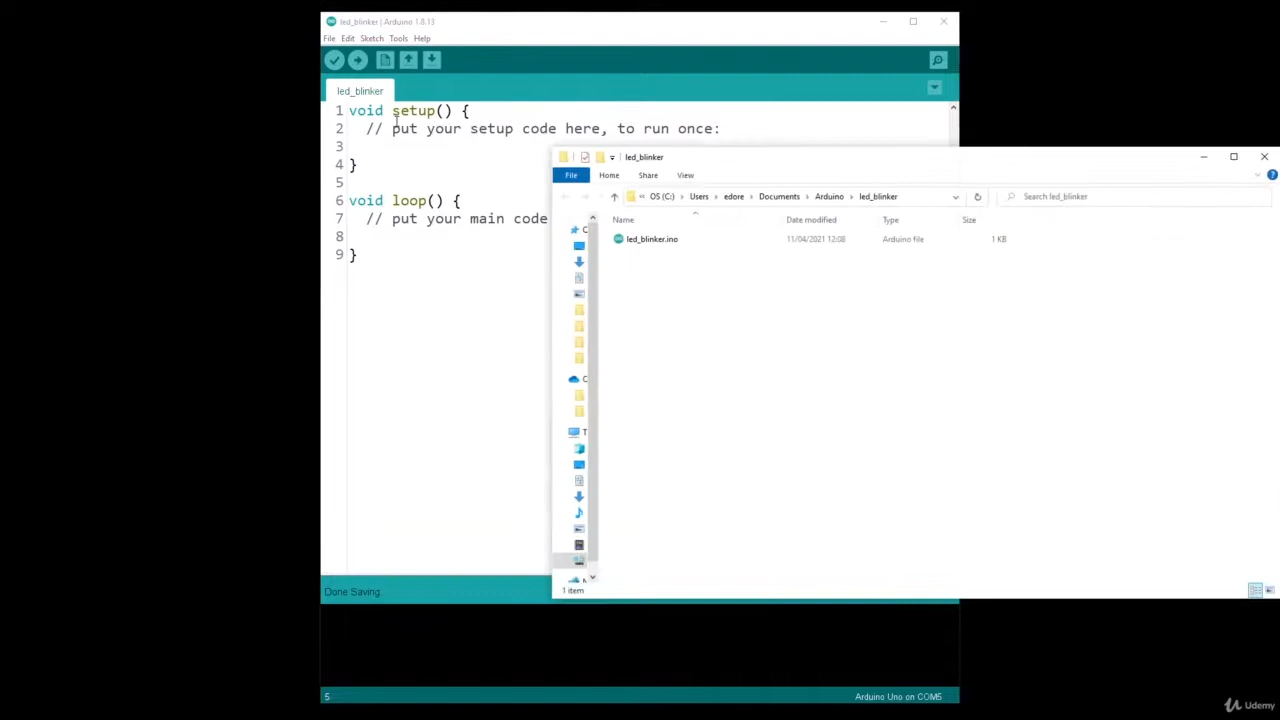 led_blinker | Arduino 1.8.13
File Edit Sketch Tools Help
led_blinker
1 void setup() {
2 // put your setup code here, to run once:
3
4 }
5
6 void loop() {
7 // put your main code
8
9 }
Done Saving.
5
Arduino Uno on COM5
led_blinker
File Home Share View
OS (C:) > Users > edore > Documents > Arduino > led_blinker
Search led_blinker
Name Date modified Type Size
led_blinker.ino 11/04/2021 12:08 Arduino file 1 KB
1 item
Udemy